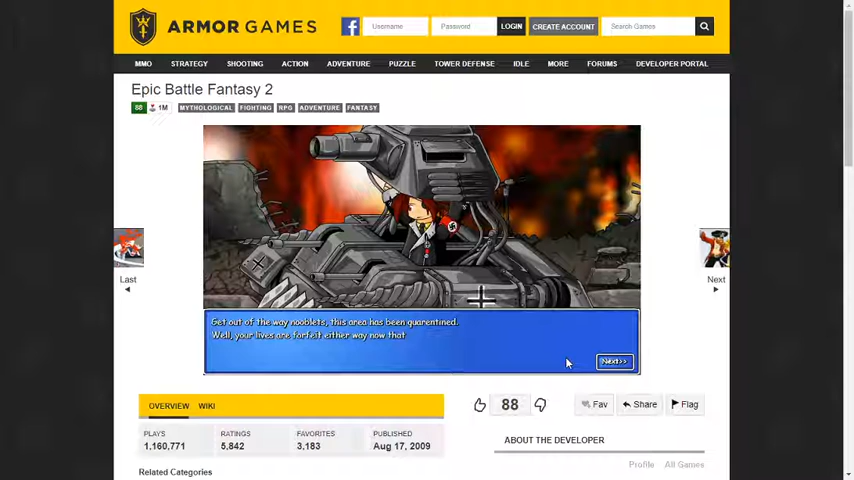 ARMOR GAMES
Username
Password
LOGIN
CREATE ACCOUNT
Search Games
MMO STRATEGY SHOOTING ACTION ADVENTURE PUZZLE TOWER DEFENSE IDLE MORE FORUMS DEVELOPER PORTAL
Epic Battle Fantasy 2
88 1M MYTHOLOGICAL FIGHTING RPG ADVENTURE FANTASY
Get out of the way nooblets, this area has been quarentined.
Well, your lives are forfeit either way now that
Next>>
Last
Next
OVERVIEW WIKI
88
Fav
Share
Flag
PLAYS RATINGS FAVORITES PUBLISHED
1,160,771 5,842 3,183 Aug 17, 2009
ABOUT THE DEVELOPER
Profile All Games
Related Categories